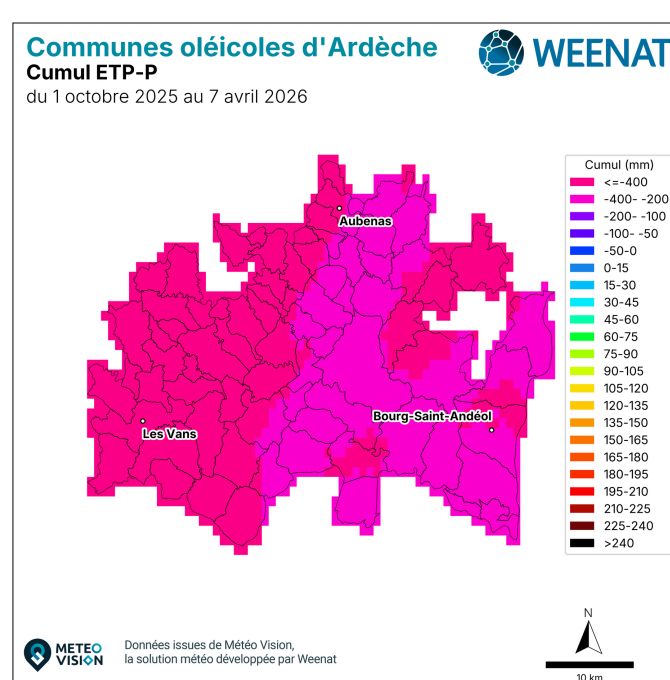 Communes oléicoles d'Ardèche
Cumul ETP-P
du 1 octobre 2025 au 7 avril 2026
WEENAT
Cumul (mm)
<=-400
-400- -200
-200- -100
-100- -50
-50-0
0-15
15-30
30-45
45-60
60-75
75-90
90-105
105-120
120-135
135-150
150-165
165-180
180-195
195-210
210-225
225-240
>240
Aubenas
Bourg-Saint-Andéol
Les Vans
METEO
VISION
Données issues de Météo Vision,
la solution météo développée par Weenat
N
10 km